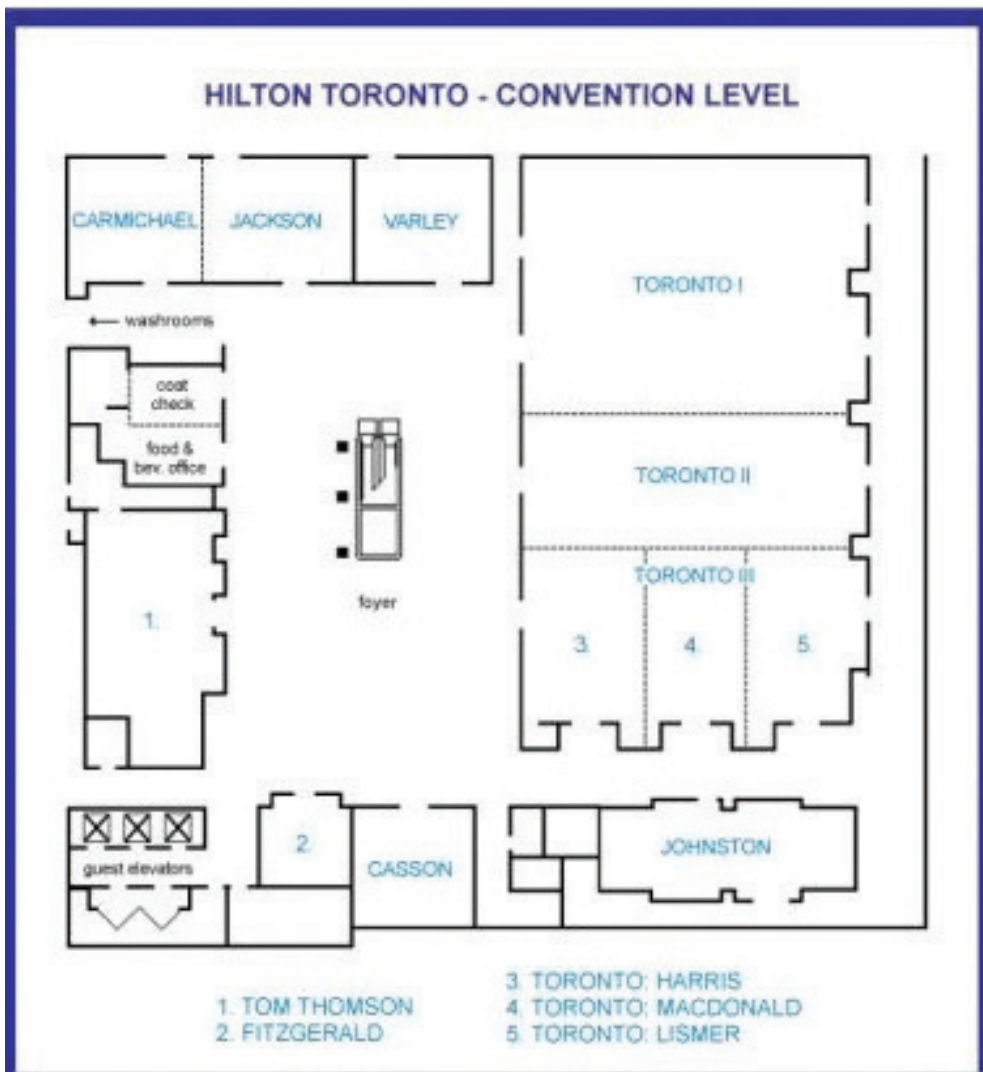 HILTON TORONTO - CONVENTION LEVEL
CARMICHAEL
JACKSON
VARLEY
TORONTO I
washrooms
coat
check
food &
bev. office
TORONTO II
TORONTO III
foyer
1.
3.
4.
5.
2.
guest elevators
CASSON
JOHNSTON
1. TOM THOMSON
2. FITZGERALD
3. TORONTO: HARRIS
4. TORONTO: MACDONALD
5. TORONTO: LISMER